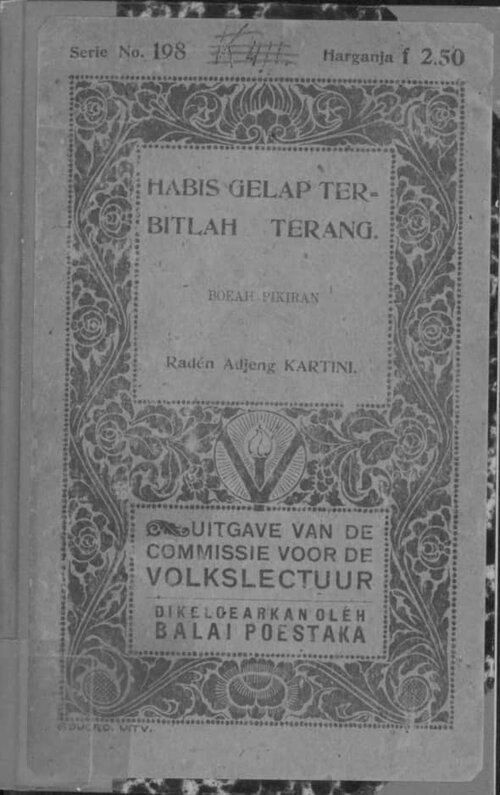 Serie No. 198
Harganja f 2.50
HABIS GELAP TER=
BITLAH TERANG.
BOEAH PIKIRAN
Radén Adjeng KARTINI.
UITGAVE VAN DE
COMMISSIE VOOR DE
VOLKSLECTUUR
DIKELOEARKAN OLÉH
BALAI POESTAKA